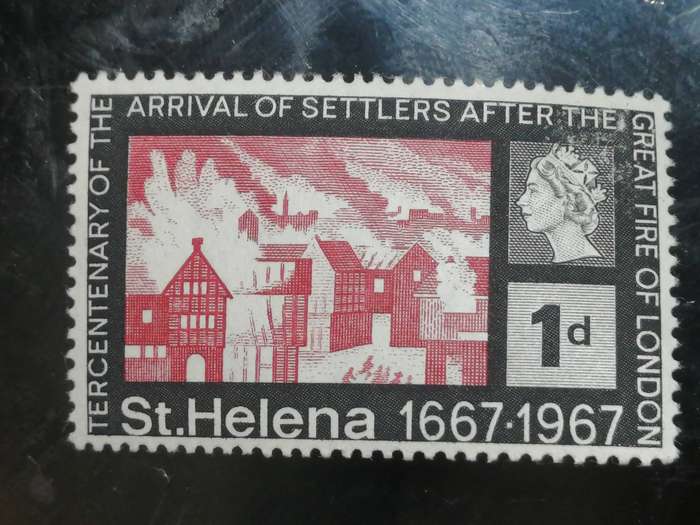 TERCENTENARY OF THE
ARRIVAL OF SETTLERS AFTER THE
GREAT FIRE OF LONDON
1d
St.Helena 1667·1967